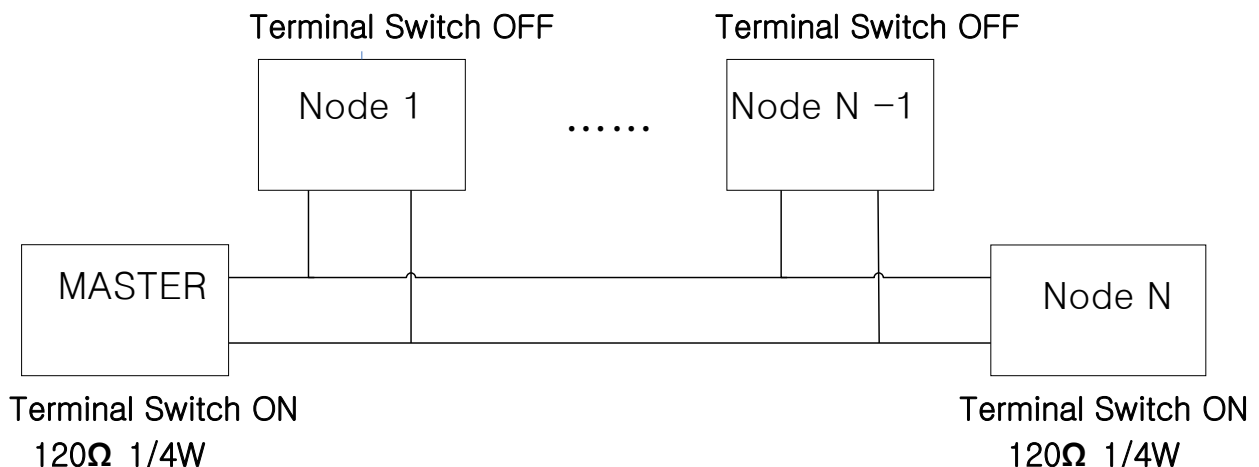 Terminal Switch OFF
Terminal Switch OFF
Node 1
······
Node N -1
MASTER
Node N
Terminal Switch ON
120Ω 1/4W
Terminal Switch ON
120Ω 1/4W